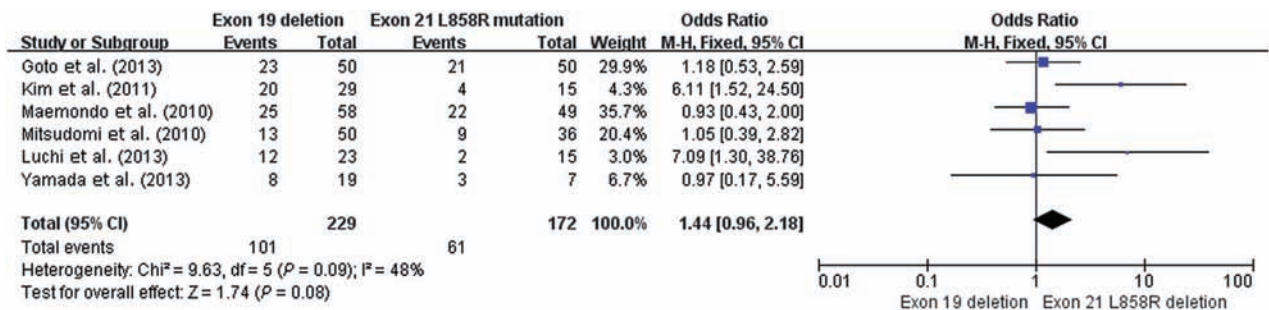 Exon 19 deletion Exon 21 L858R mutation Odds Ratio Odds Ratio
Study or Subgroup Events Total Events Total Weight M-H, Fixed, 95% CI M-H, Fixed, 95% CI
Goto et al. (2013) 23 50 21 50 29.9% 1.18 [0.53, 2.59]
Kim et al. (2011) 20 29 4 15 4.3% 6.11 [1.52, 24.50]
Maemondo et al. (2010) 25 58 22 49 35.7% 0.93 [0.43, 2.00]
Mitsudomi et al. (2010) 13 50 9 36 20.4% 1.05 [0.39, 2.82]
Luchi et al. (2013) 12 23 2 15 3.0% 7.09 [1.30, 38.76]
Yamada et al. (2013) 8 19 3 7 6.7% 0.97 [0.17, 5.59]
Total (95% CI) 229 172 100.0% 1.44 [0.96, 2.18]
Total events 101 61
Heterogeneity: Chi² = 9.63, df = 5 (P = 0.09); I² = 48%
Test for overall effect: Z = 1.74 (P = 0.08)
0.01 0.1 1 10 100
Exon 19 deletion Exon 21 L858R deletion